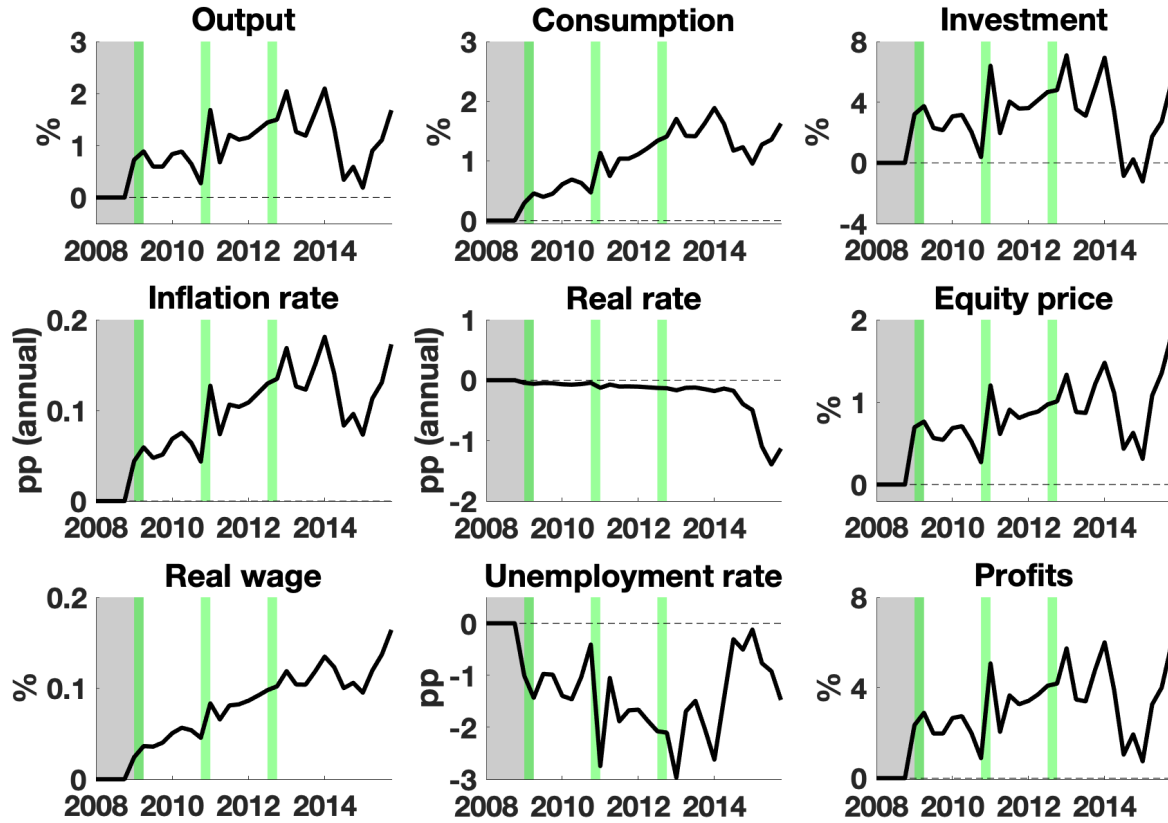 Output
3
2
1
0
%
2008 2010 2012 2014
Consumption
3
2
1
0
%
2008 2010 2012 2014
Investment
8
4
0
-4
%
2008 2010 2012 2014
Inflation rate
0.2
0.1
0
pp (annual)
2008 2010 2012 2014
Real rate
1
0
-1
-2
pp (annual)
2008 2010 2012 2014
Equity price
2
1
0
%
2008 2010 2012 2014
Real wage
0.2
0.1
0
%
2008 2010 2012 2014
Unemployment rate
0
-1
-2
-3
pp
2008 2010 2012 2014
Profits
8
4
0
%
2008 2010 2012 2014